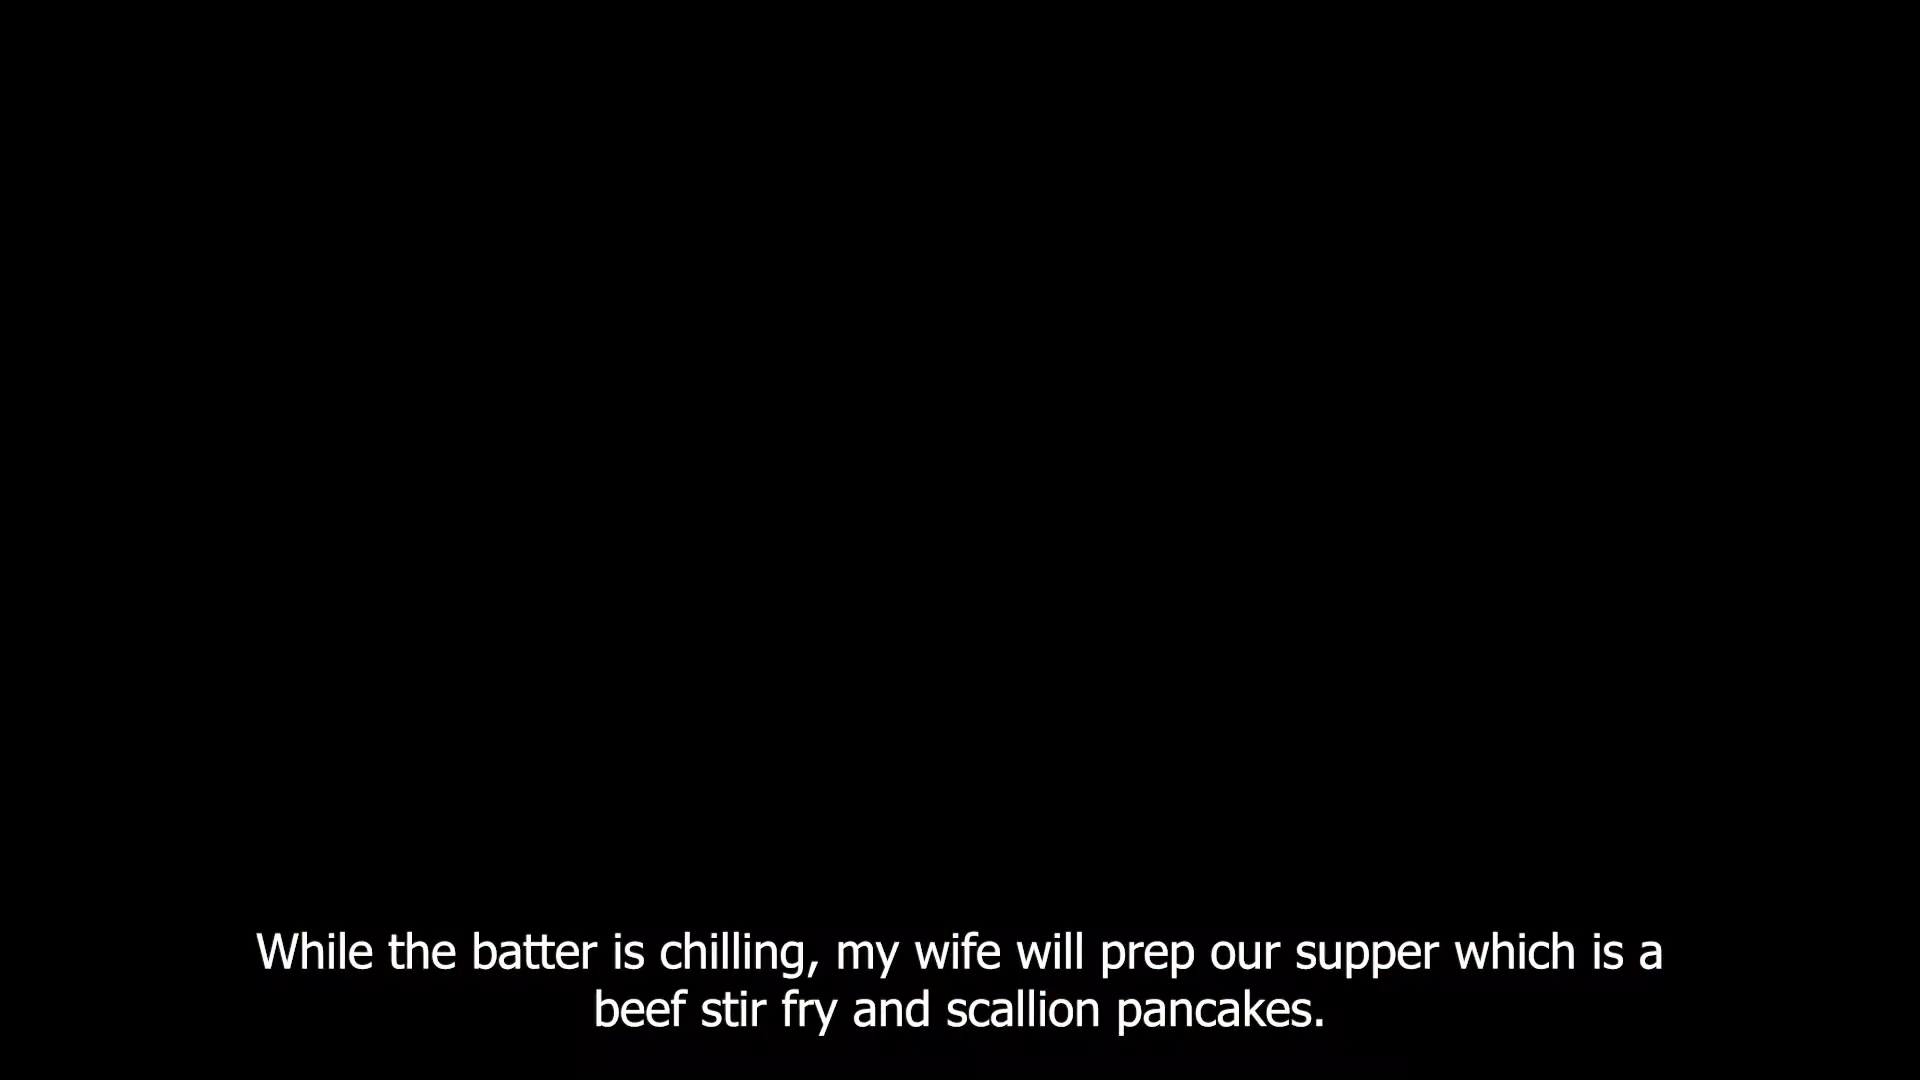 While the batter is chilling, my wife will prep our supper which is a
beef stir fry and scallion pancakes.